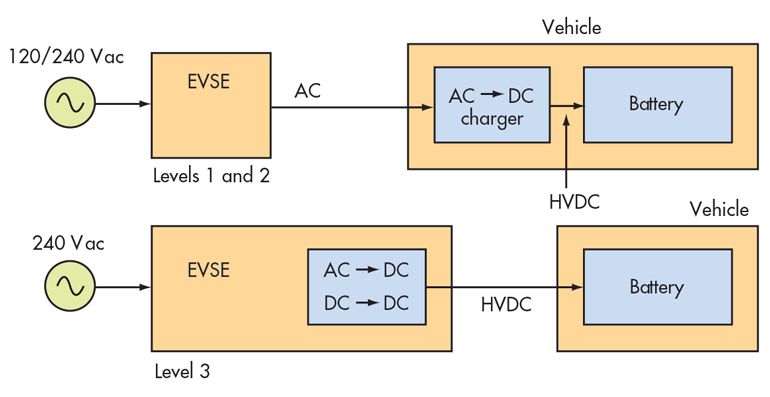 Vehicle
120/240 Vac
EVSE
AC
AC → DC
charger
Battery
Levels 1 and 2
HVDC
Vehicle
240 Vac
EVSE
AC → DC
DC → DC
HVDC
Battery
Level 3